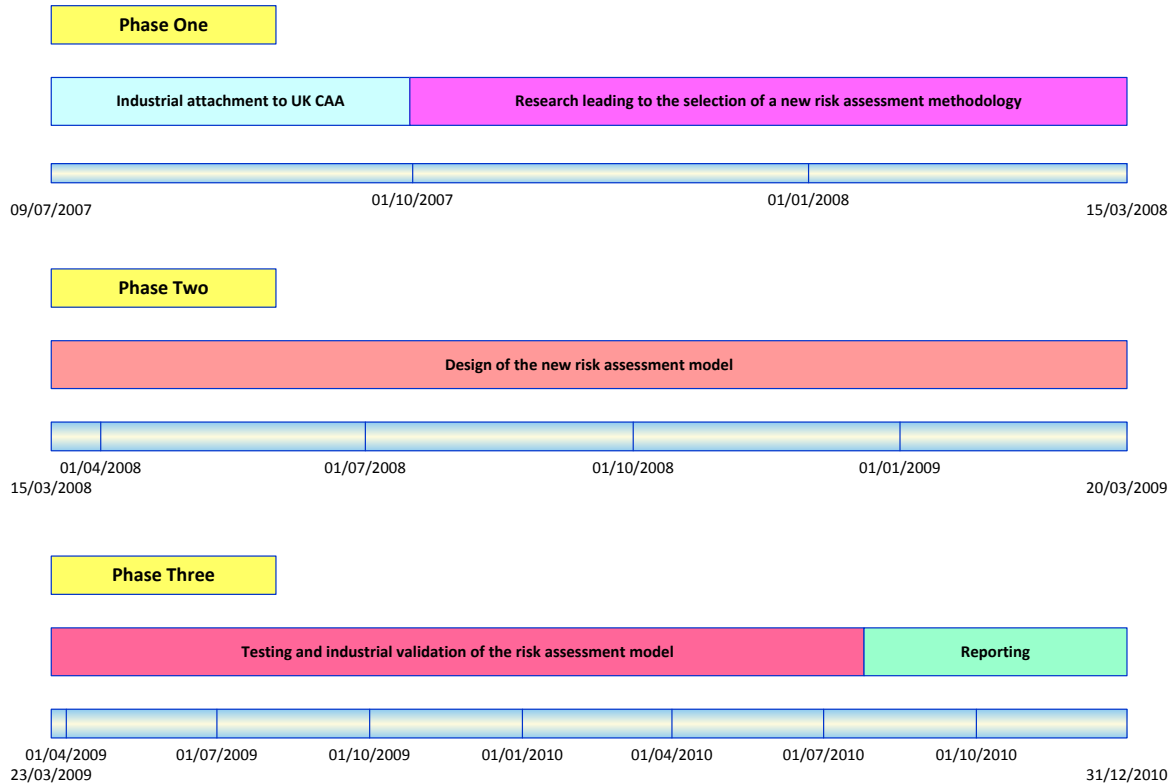 Phase One
Industrial attachment to UK CAA
Research leading to the selection of a new risk assessment methodology
01/10/2007
01/01/2008
09/07/2007
15/03/2008
Phase Two
Design of the new risk assessment model
01/04/2008
01/07/2008
01/10/2008
01/01/2009
15/03/2008
20/03/2009
Phase Three
Testing and industrial validation of the risk assessment model
Reporting
01/04/2009
01/07/2009
01/10/2009
01/01/2010
01/04/2010
01/07/2010
01/10/2010
23/03/2009
31/12/2010